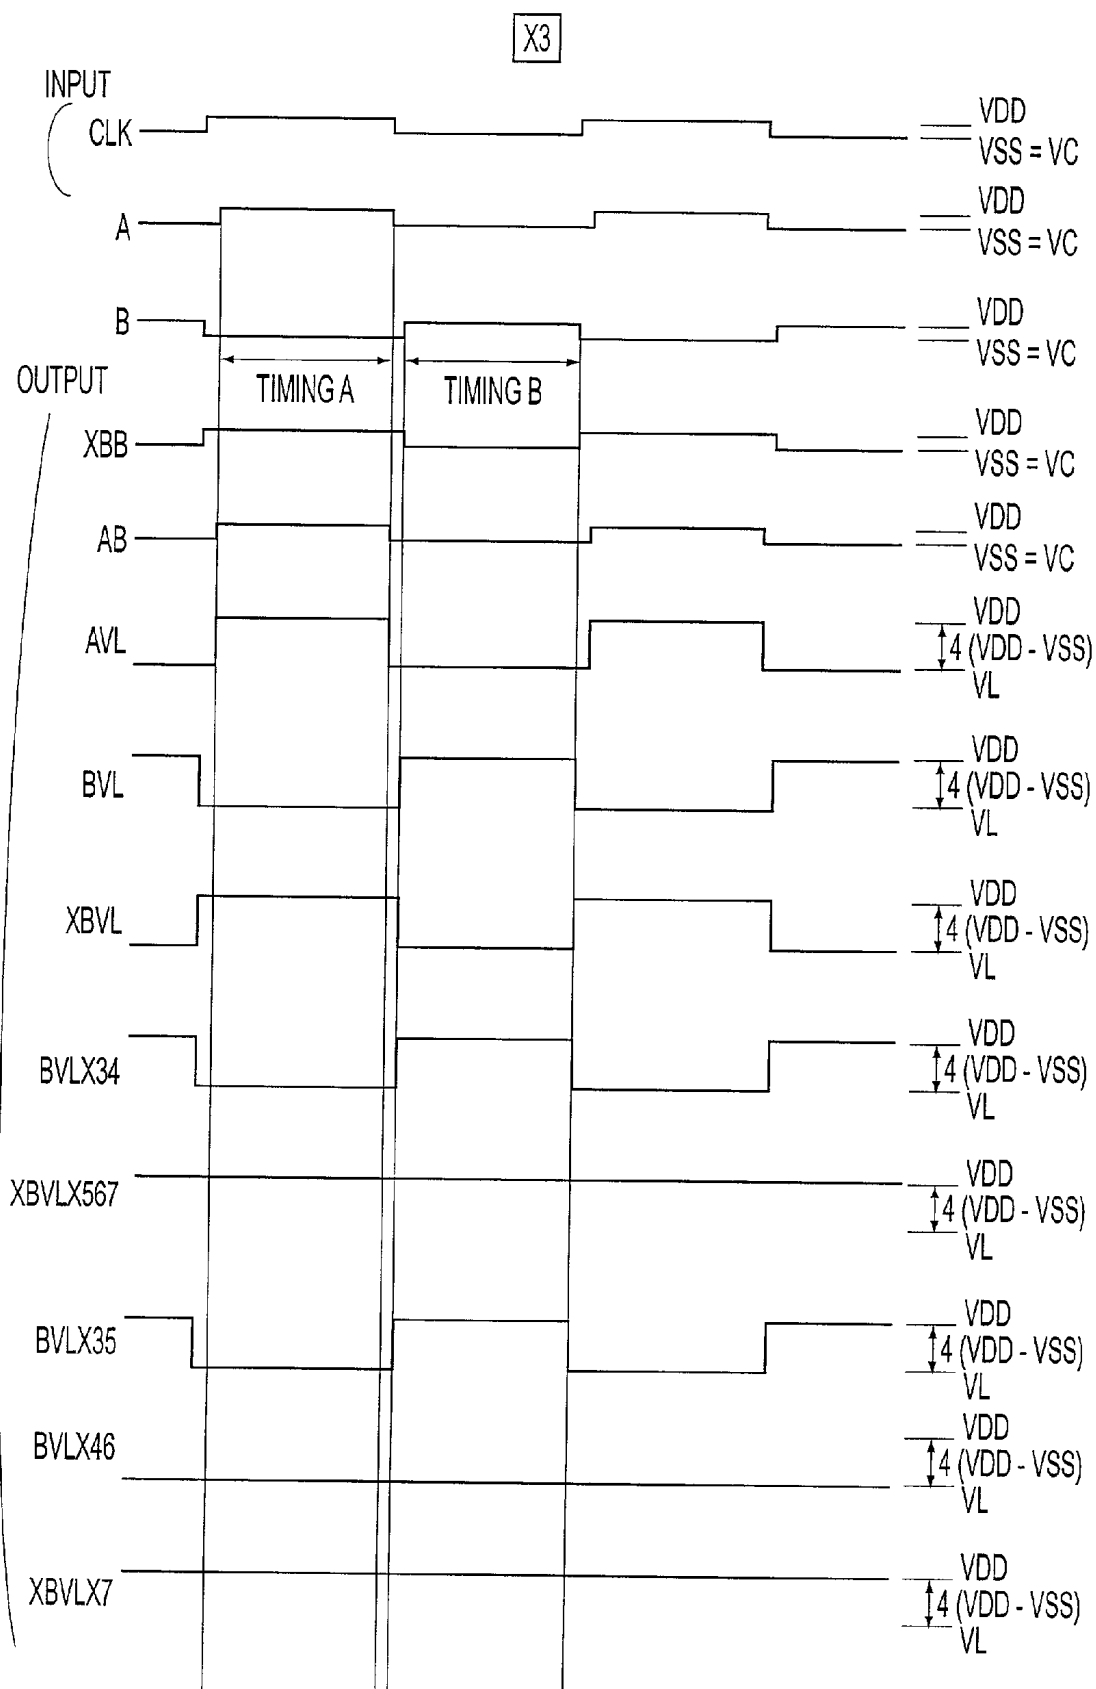 X3
INPUT
CLK
VDD
VSS = VC
A
VDD
VSS = VC
B
VDD
VSS = VC
TIMING A
TIMING B
OUTPUT
XBB
VDD
VSS = VC
AB
VDD
VSS = VC
AVL
VDD
4 (VDD - VSS)
VL
BVL
VDD
4 (VDD - VSS)
VL
XBVL
VDD
4 (VDD - VSS)
VL
BVLX34
VDD
4 (VDD - VSS)
VL
XBVLX567
VDD
4 (VDD - VSS)
VL
BVLX35
VDD
4 (VDD - VSS)
VL
BVLX46
VDD
4 (VDD - VSS)
VL
XBVLX7
VDD
4 (VDD - VSS)
VL